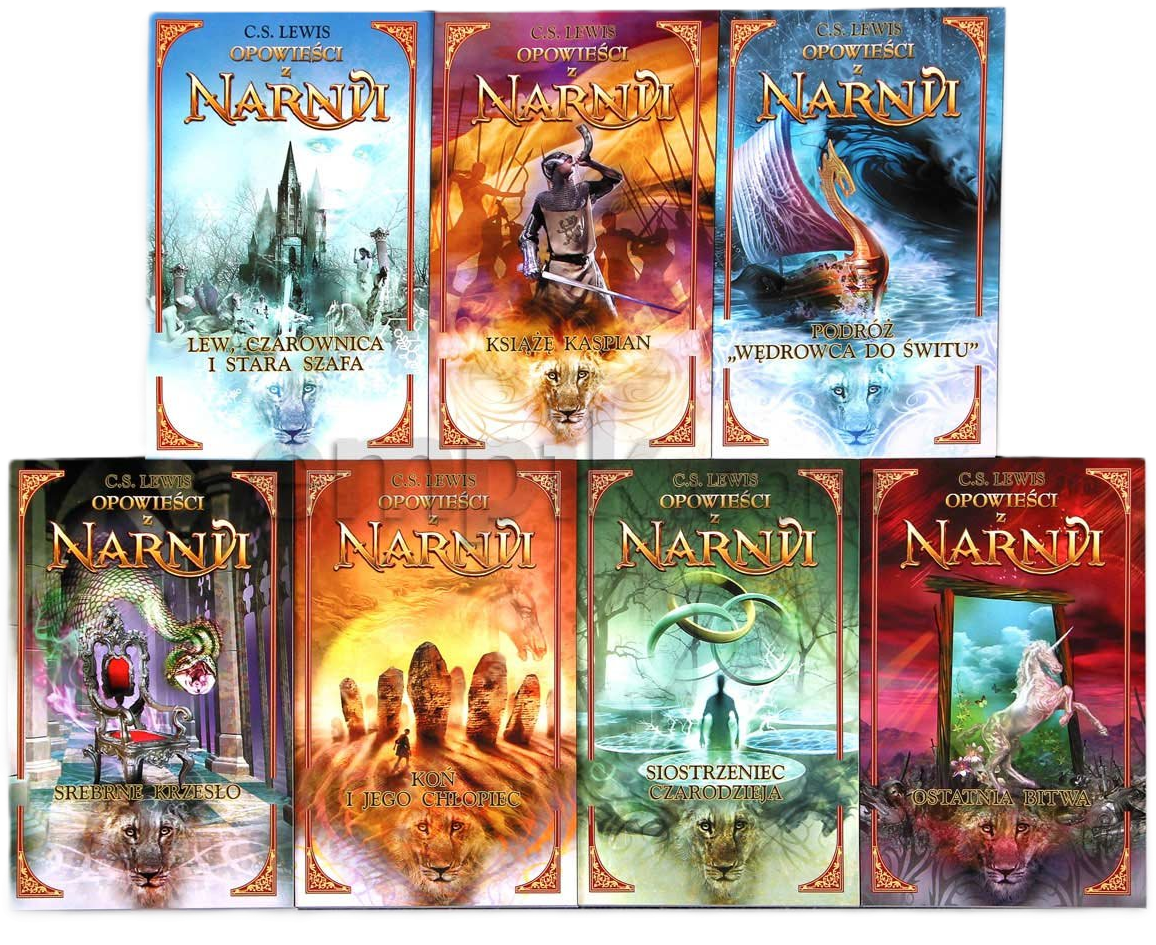 C.S. LEWIS
OPOWIEŚCI
Z
NARNII
LEW, CZAROWNICA
I STARA SZAFA
C.S. LEWIS
OPOWIEŚCI
Z
NARNII
KSIĄŻĘ KASPIAN
C.S. LEWIS
OPOWIEŚCI
Z
NARNII
PODRÓŻ
„WĘDROWCA DO ŚWITU”
empik
C.S. LEWIS
OPOWIEŚCI
Z
NARNII
SREBRNE KRZESŁO
C.S. LEWIS
OPOWIEŚCI
Z
NARNII
KOŃ
I JEGO CHŁOPIEC
C.S. LEWIS
OPOWIEŚCI
Z
NARNII
SIOSTRZENIEC
CZARODZIEJA
C.S. LEWIS
OPOWIEŚCI
Z
NARNII
OSTATNIA BITWA